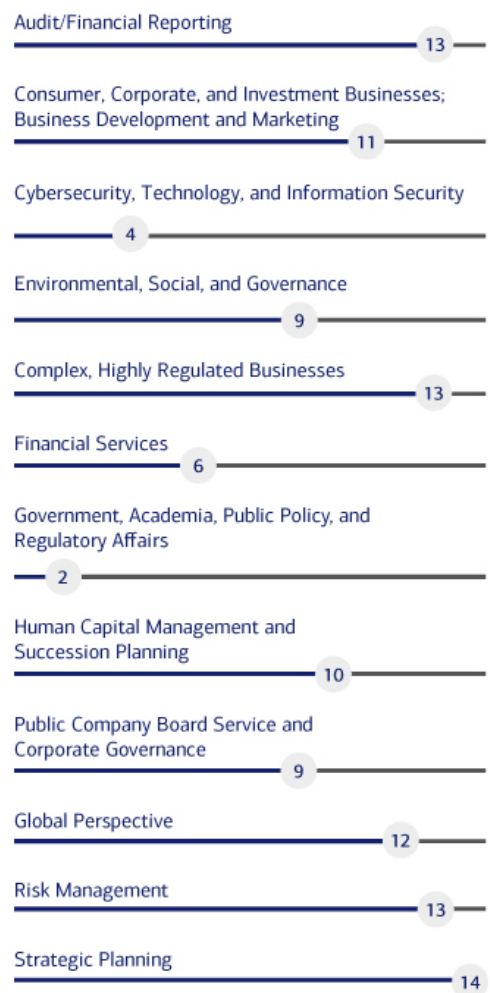 Audit/Financial Reporting
13
Consumer, Corporate, and Investment Businesses;
Business Development and Marketing
11
Cybersecurity, Technology, and Information Security
4
Environmental, Social, and Governance
9
Complex, Highly Regulated Businesses
13
Financial Services
6
Government, Academia, Public Policy, and
Regulatory Affairs
2
Human Capital Management and
Succession Planning
10
Public Company Board Service and
Corporate Governance
9
Global Perspective
12
Risk Management
13
Strategic Planning
14